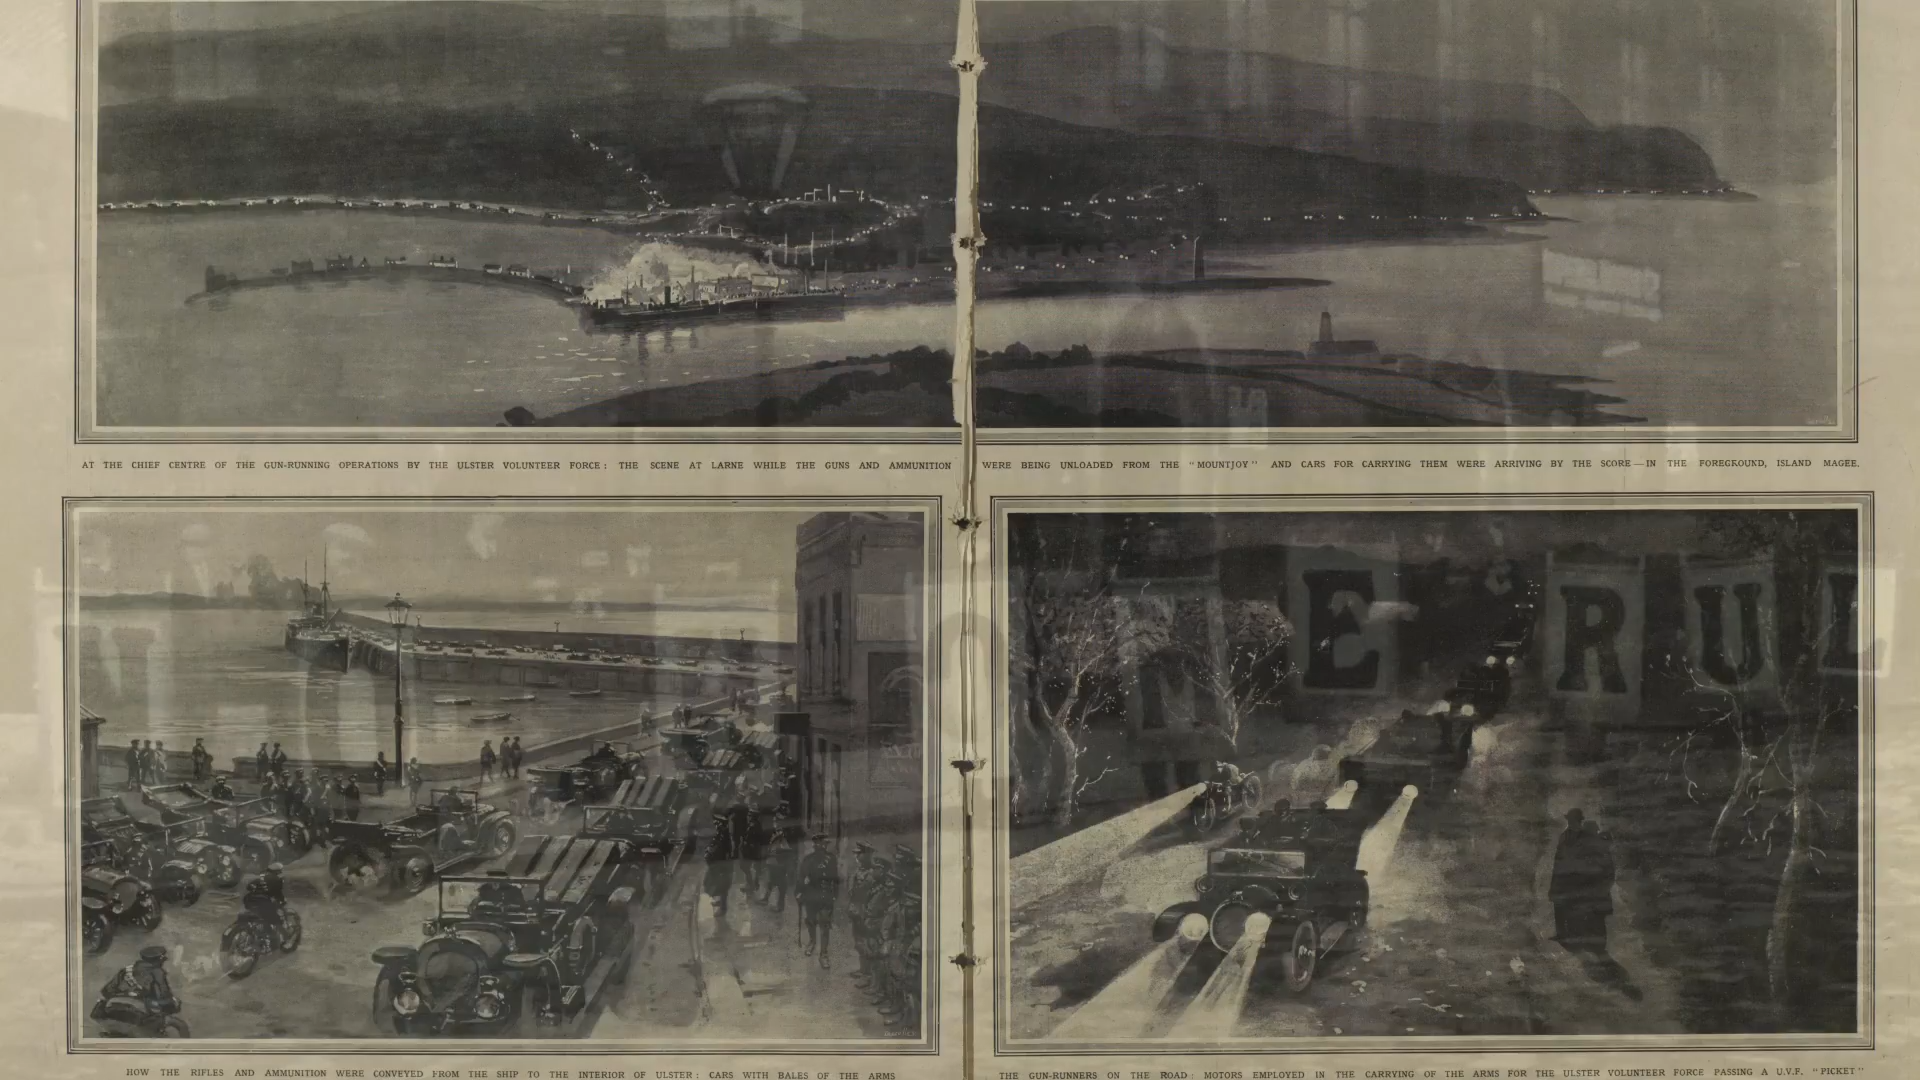 AT THE CHIEF CENTRE OF THE GUN-RUNNING OPERATIONS BY THE ULSTER VOLUNTEER FORCE: THE SCENE AT LARNE WHILE THE GUNS AND AMMUNITION WERE BEING UNLOADED FROM THE "MOUNTJOY" AND CARS FOR CARRYING THEM WERE ARRIVING BY THE SCORE—IN THE FOREGROUND, ISLAND MAGEE.
ME RUL
HOW THE RIFLES AND AMMUNITION WERE CONVEYED FROM THE SHIP TO THE INTERIOR OF ULSTER: CARS WITH BALES OF THE ARMS
THE GUN-RUNNERS ON THE ROAD: MOTORS EMPLOYED IN THE CARRYING OF THE ARMS FOR THE ULSTER VOLUNTEER FORCE PASSING A U.V.F. "PICKET"